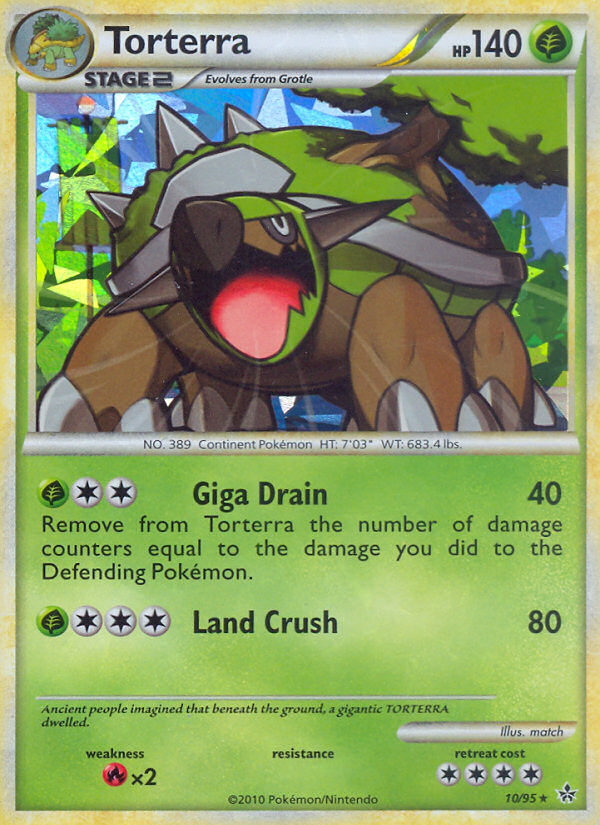 Torterra
HP140
STAGE 2
Evolves from Grotle
NO. 389 Continent Pokémon HT: 7'03" WT: 683.4 lbs.
Giga Drain 40
Remove from Torterra the number of damage
counters equal to the damage you did to the
Defending Pokémon.
Land Crush 80
Ancient people imagined that beneath the ground, a gigantic TORTERRA
dwelled.
Illus. match
weakness resistance retreat cost
×2
©2010 Pokémon/Nintendo
10/95 ★